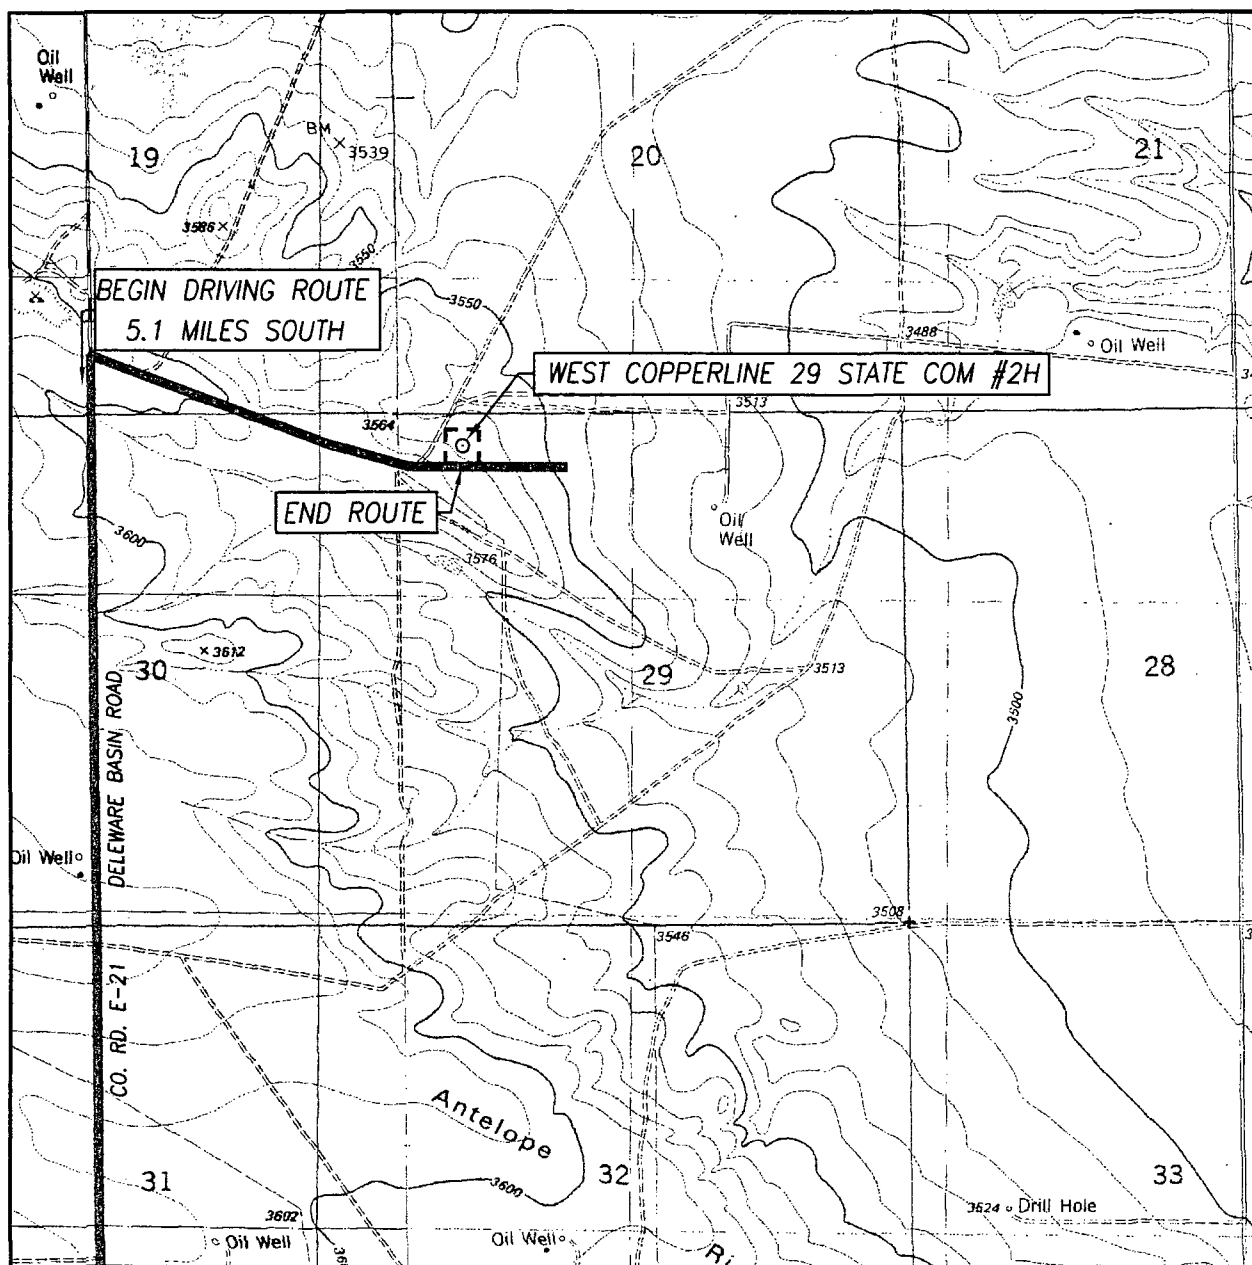 Oil
Well
19
BM
3539
20
21
3586
3550
BEGIN DRIVING ROUTE
5.1 MILES SOUTH
3550
3488
Oil Well
WEST COPPERLINE 29 STATE COM #2H
3513
3564
END ROUTE
Oil
Well
3600
3576
3612
30
29
3513
28
3500
DELEWARE BASIN ROAD
Oil Well
3508
3546
CO. RD. E-21
Antelope
31
32
33
3600
3602
3524
Drill Hole
Oil Well
Oil Well